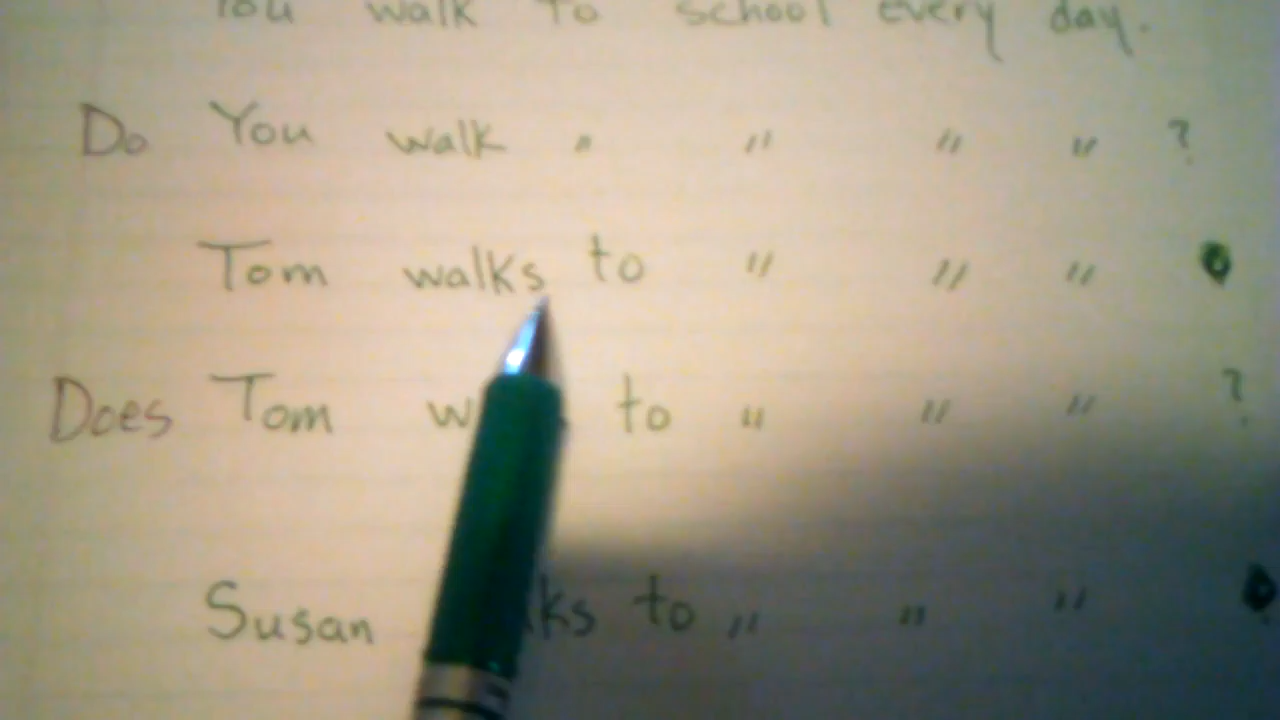 You walk to school every day.
Do You walk " " " " ?
Tom walks to " " " .
Does Tom to " " " ?
Susan to " " " .